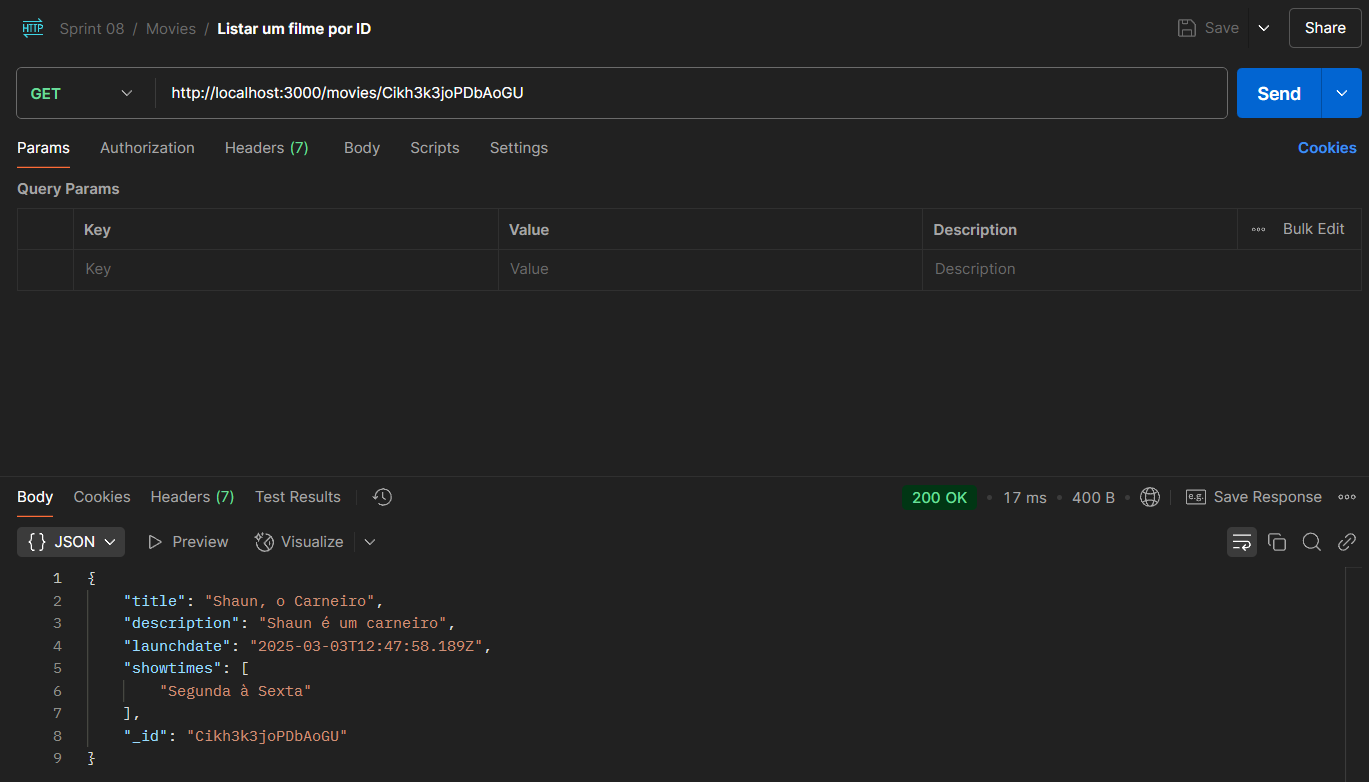 HTTP Sprint 08 / Movies / Listar um filme por ID Save Share
GET http://localhost:3000/movies/Cikh3k3joPDbAoGU Send
Params Authorization Headers (7) Body Scripts Settings Cookies
Query Params
Key Value Description Bulk Edit
Key Value Description
Body Cookies Headers (7) Test Results 200 OK • 17 ms • 400 B • e.g. Save Response
{} JSON Preview Visualize
1 {
2 "title": "Shaun, o Carneiro",
3 "description": "Shaun é um carneiro",
4 "launchdate": "2025-03-03T12:47:58.189Z",
5 "showtimes": [
6 "Segunda à Sexta"
7 ],
8 "_id": "Cikh3k3joPDbAoGU"
9 }